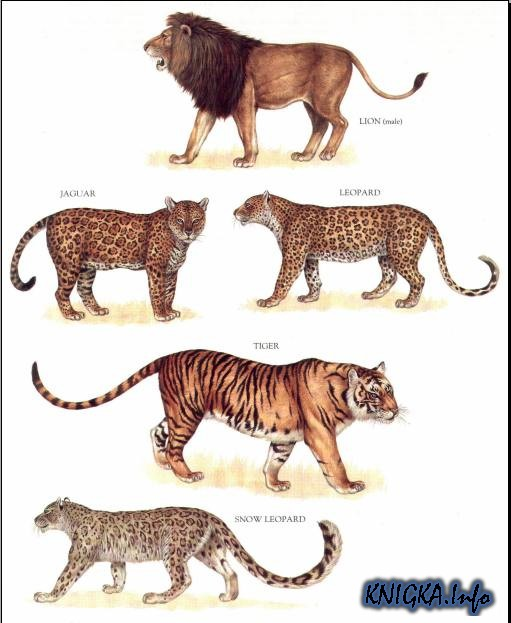 LION (male)
JAGUAR
LEOPARD
TIGER
SNOW LEOPARD
KNIGKA.Info